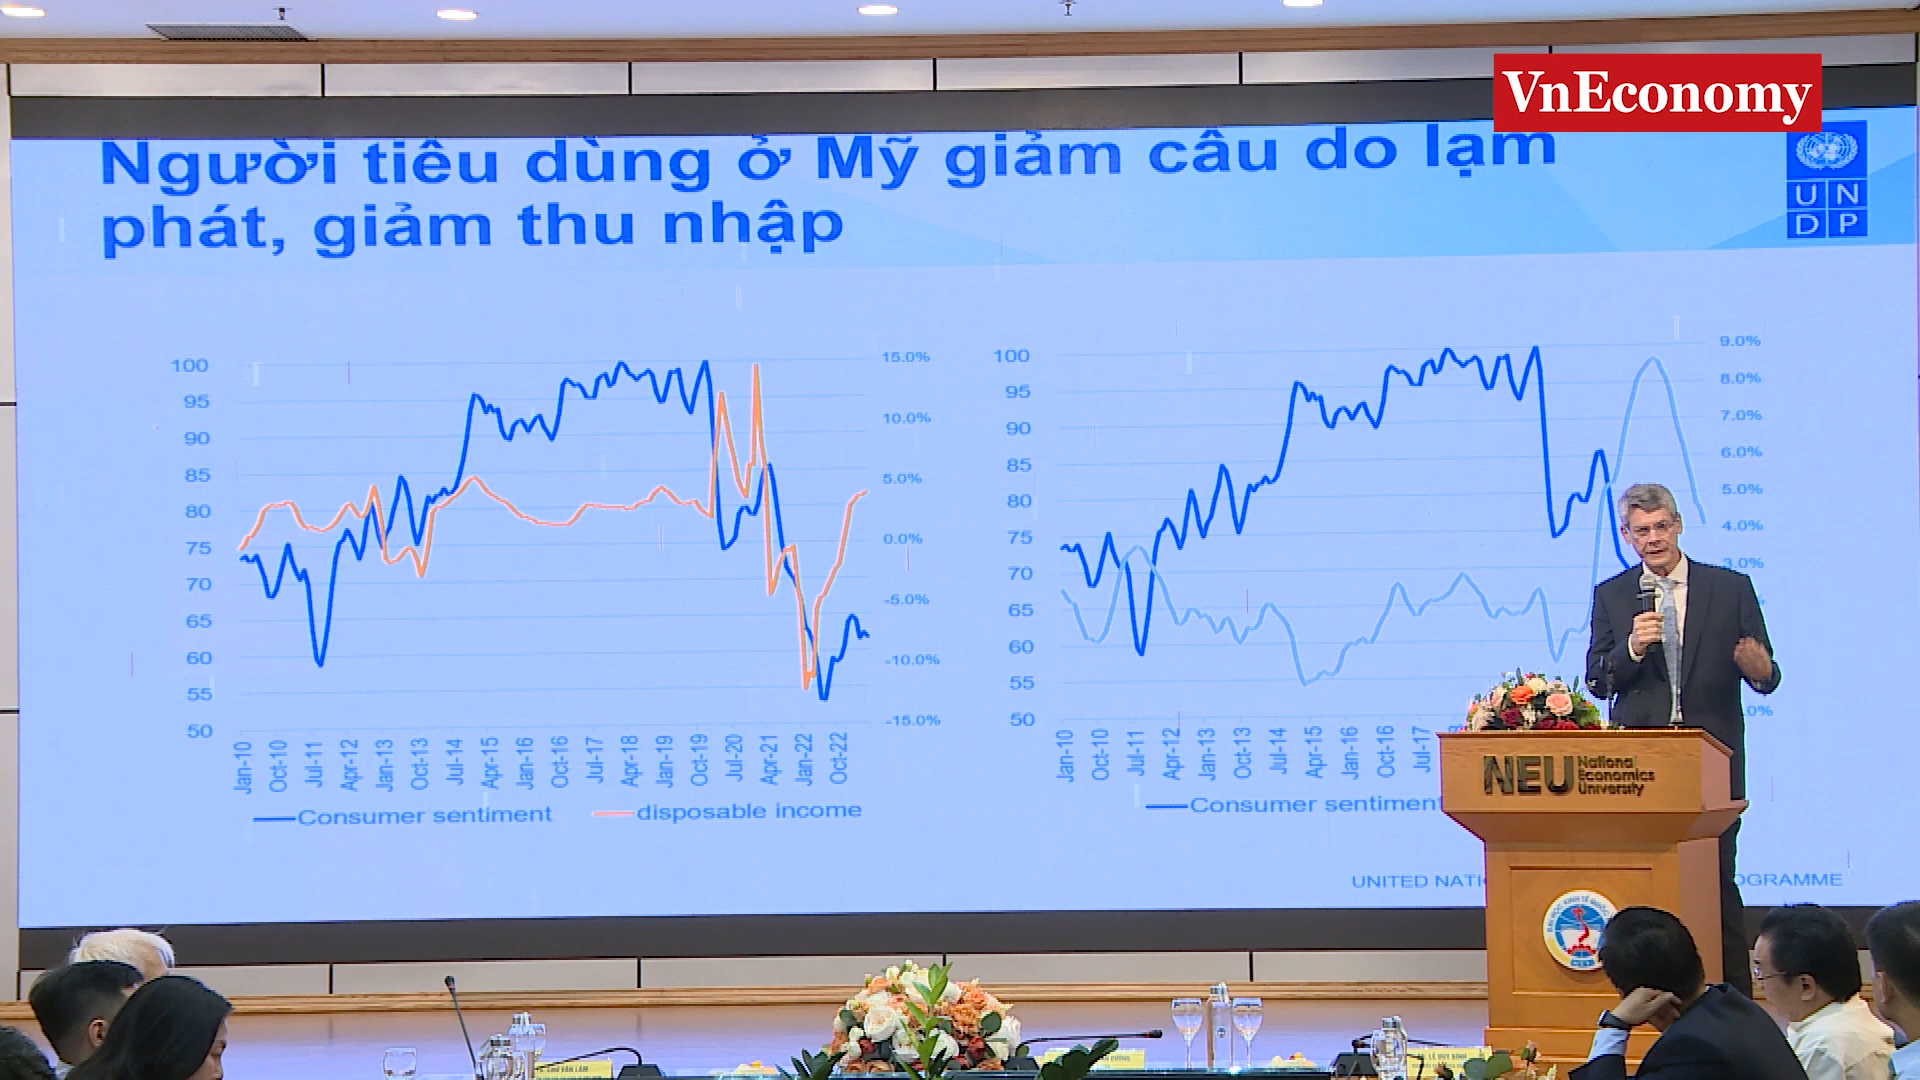 VnEconomy
Người tiêu dùng ở Mỹ giảm cầu do lạm
phát, giảm thu nhập
U N
D P
100
95
90
85
80
75
70
65
60
55
50
15.0%
10.0%
5.0%
0.0%
-5.0%
-10.0%
-15.0%
Jan-10
Oct-10
Jul-11
Apr-12
Jan-13
Oct-13
Jul-14
Apr-15
Jan-16
Oct-16
Jul-17
Apr-18
Jan-19
Oct-19
Jul-20
Apr-21
Jan-22
Oct-22
Consumer sentiment
disposable income
100
95
90
85
80
75
70
65
60
55
50
9.0%
8.0%
7.0%
6.0%
5.0%
4.0%
3.0%
0%
Jan-10
Oct-10
Jul-11
Apr-12
Jan-13
Oct-13
Jul-14
Apr-15
Jan-16
Oct-16
Jul-17
Consumer sentiment
UNITED NATI
OGRAMME
NEU National
Economics
University
LÊ DUY BÌNH